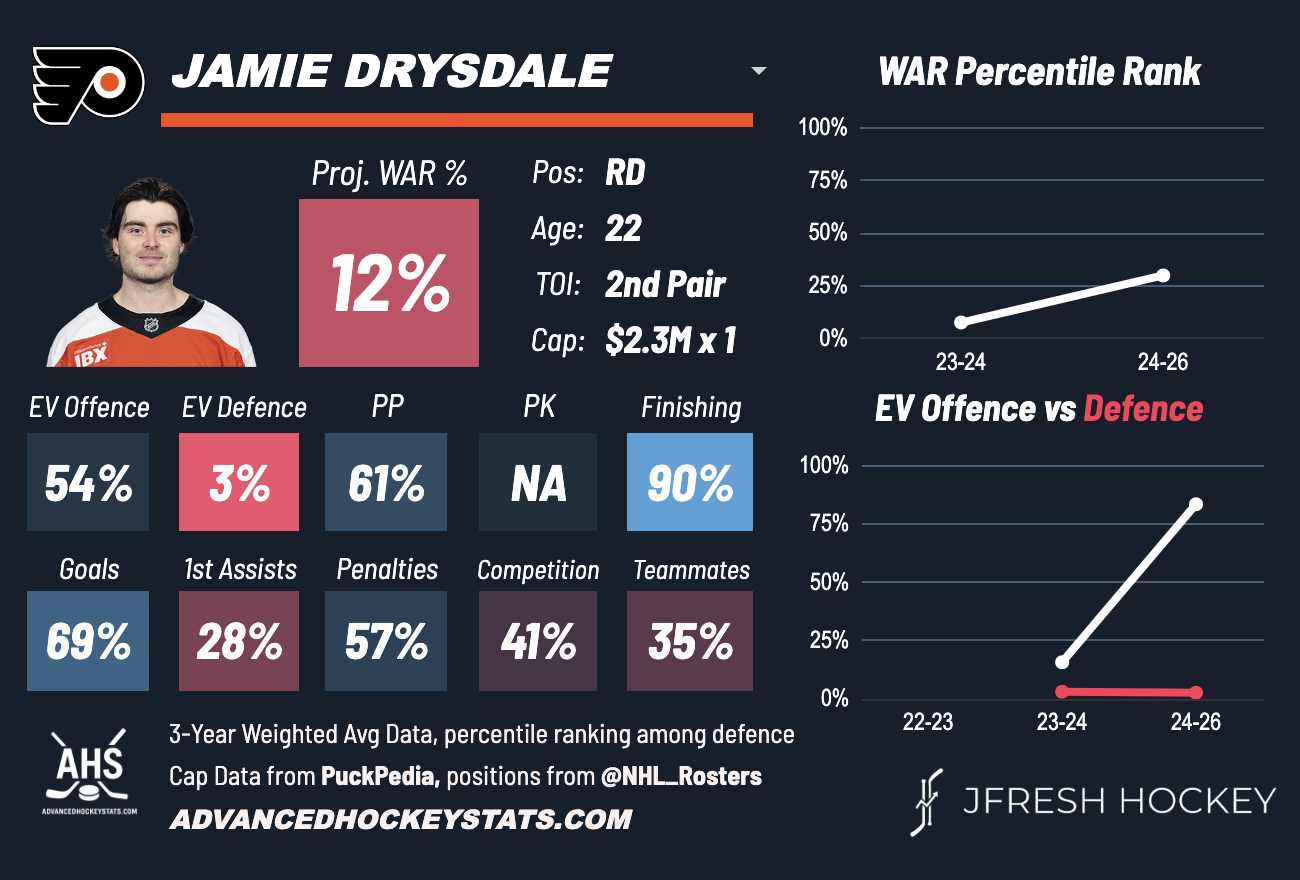 JAMIE DRYSDALE
Proj. WAR %
12%
Pos: RD
Age: 22
TOI: 2nd Pair
Cap: $2.3M x 1
IBX
EV Offence EV Defence PP PK Finishing
54% 3% 61% NA 90%
Goals 1st Assists Penalties Competition Teammates
69% 28% 57% 41% 35%
WAR Percentile Rank
100%
75%
50%
25%
0%
23-24 24-26
EV Offence vs Defence
100%
75%
50%
25%
0%
22-23 23-24 24-26
AHS
ADVANCEDHOCKEYSTATS.COM
3-Year Weighted Avg Data, percentile ranking among defence
Cap Data from PuckPedia, positions from @NHL_Rosters
ADVANCEDHOCKEYSTATS.COM
JFRESH HOCKEY